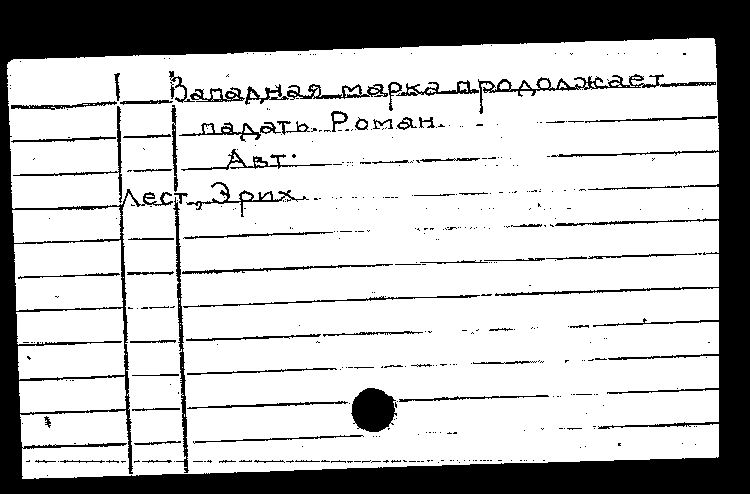 Западная марка продолжает
падать. Роман.
Авт.
Лест, Эрих.